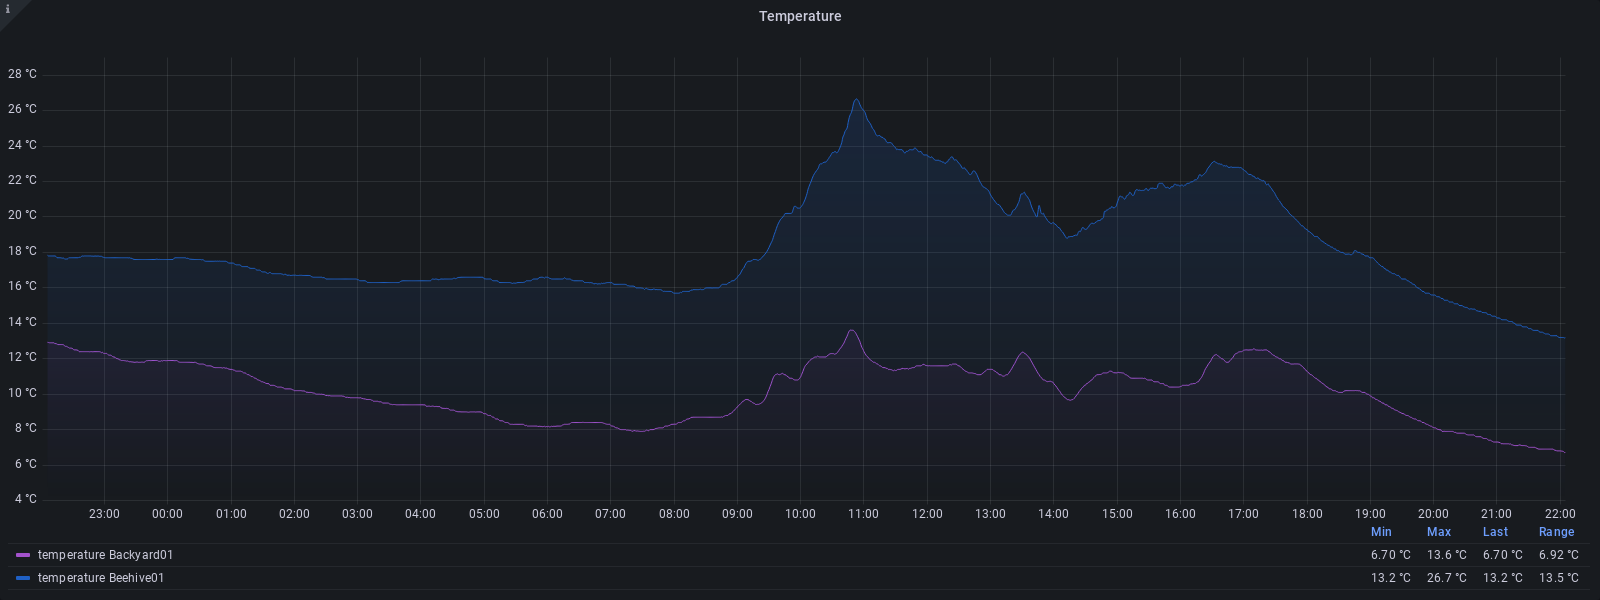 i
Temperature
28 °C
26 °C
24 °C
22 °C
20 °C
18 °C
16 °C
14 °C
12 °C
10 °C
8 °C
6 °C
4 °C
23:00 00:00 01:00 02:00 03:00 04:00 05:00 06:00 07:00 08:00 09:00 10:00 11:00 12:00 13:00 14:00 15:00 16:00 17:00 18:00 19:00 20:00 21:00 22:00
Min Max Last Range
temperature Backyard01 6.70 °C 13.6 °C 6.70 °C 6.92 °C
temperature Beehive01 13.2 °C 26.7 °C 13.2 °C 13.5 °C